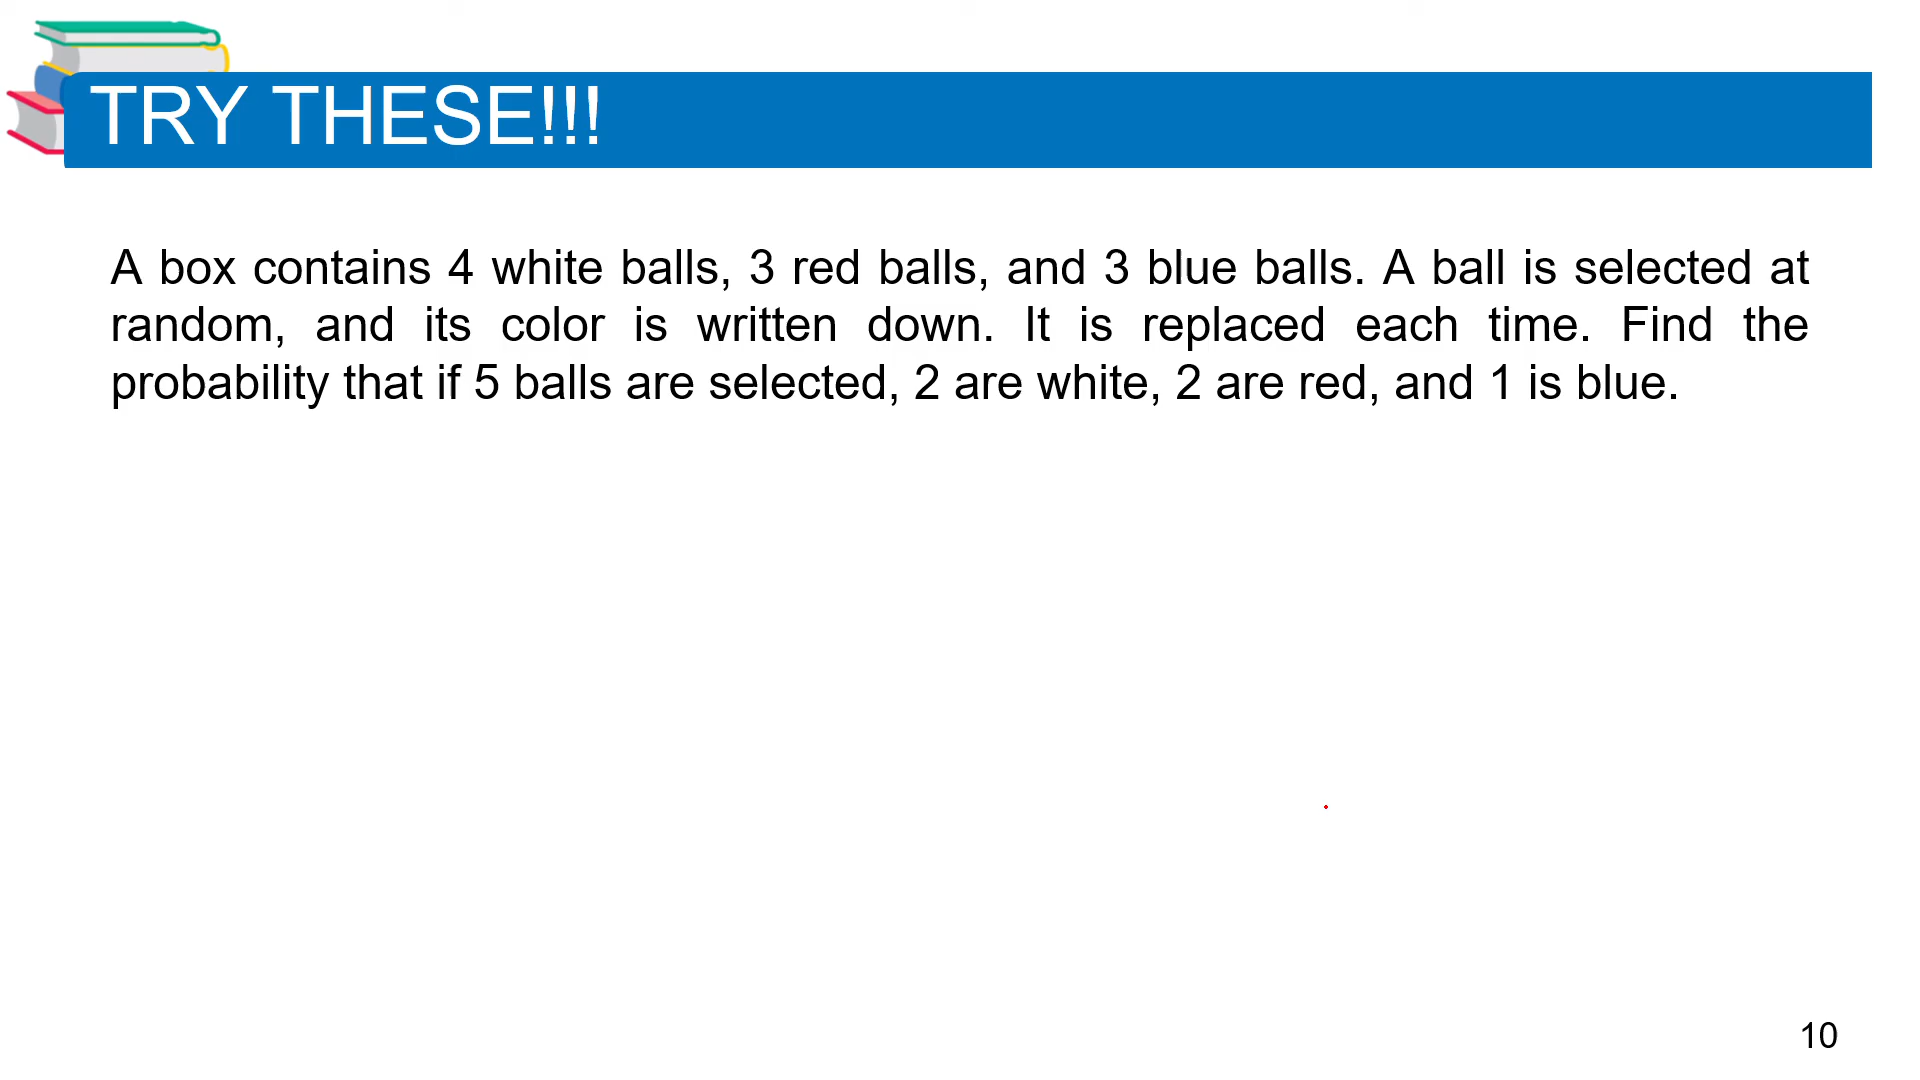 TRY THESE!!!
A box contains 4 white balls, 3 red balls, and 3 blue balls. A ball is selected at
random, and its color is written down. It is replaced each time. Find the
probability that if 5 balls are selected, 2 are white, 2 are red, and 1 is blue.
10